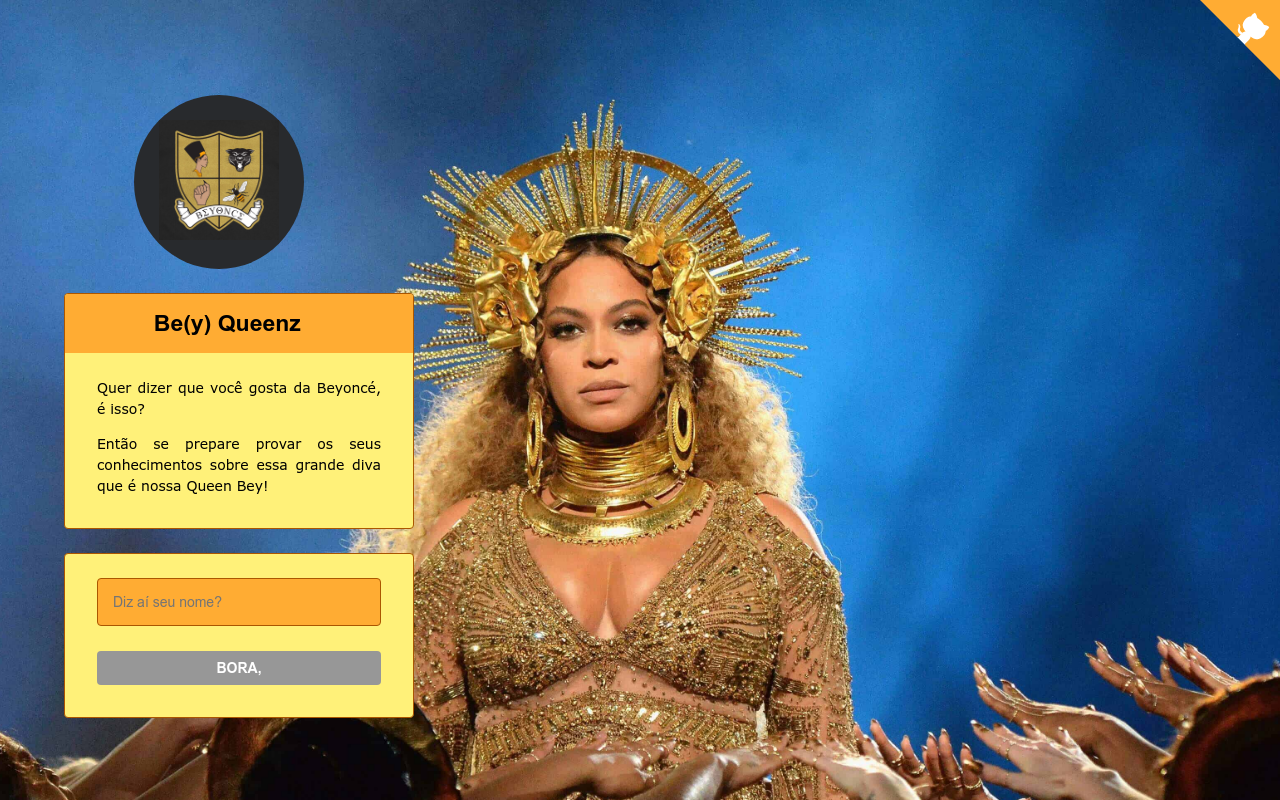 BΣYθNCΣ
Be(y) Queenz
Quer dizer que você gosta da Beyoncé,
é isso?
Então se prepare provar os seus
conhecimentos sobre essa grande diva
que é nossa Queen Bey!
Diz aí seu nome?
BORA,